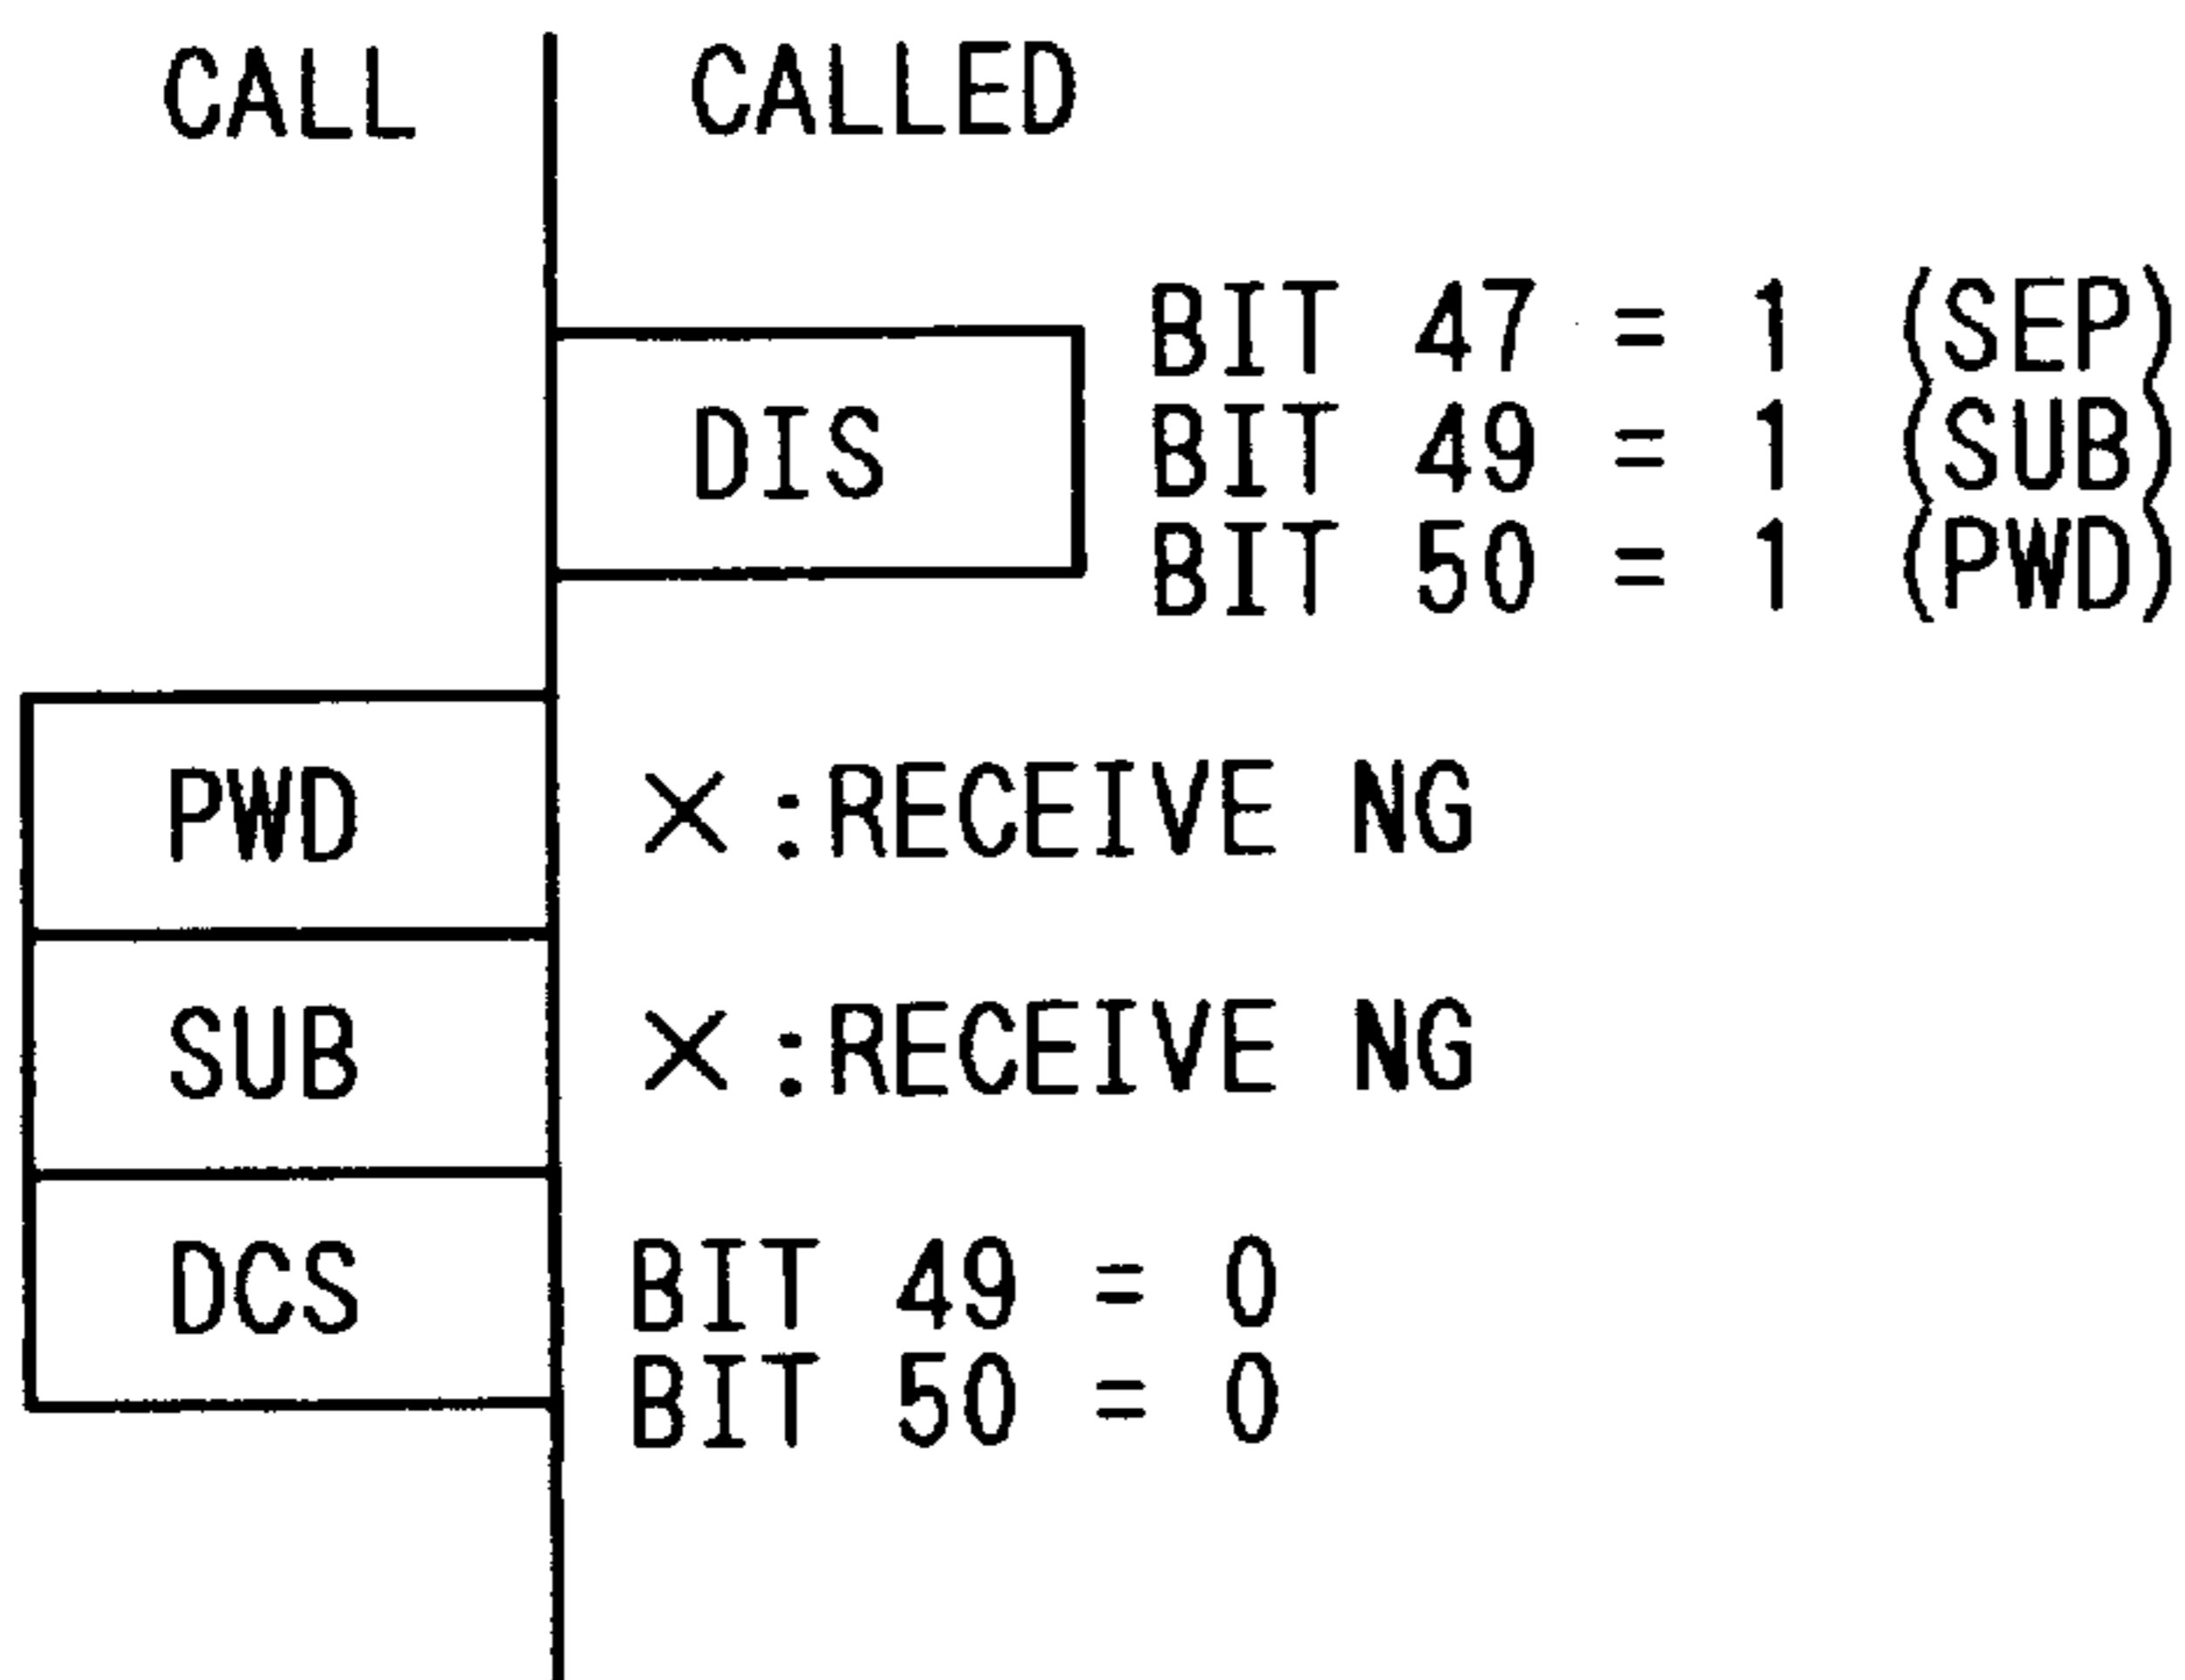 CALL CALLED
BIT 47 = 1 (SEP)
DIS BIT 49 = 1 (SUB)
BIT 50 = 1 (PWD)
PWD ×:RECEIVE NG
SUB ×:RECEIVE NG
DCS BIT 49 = 0
BIT 50 = 0